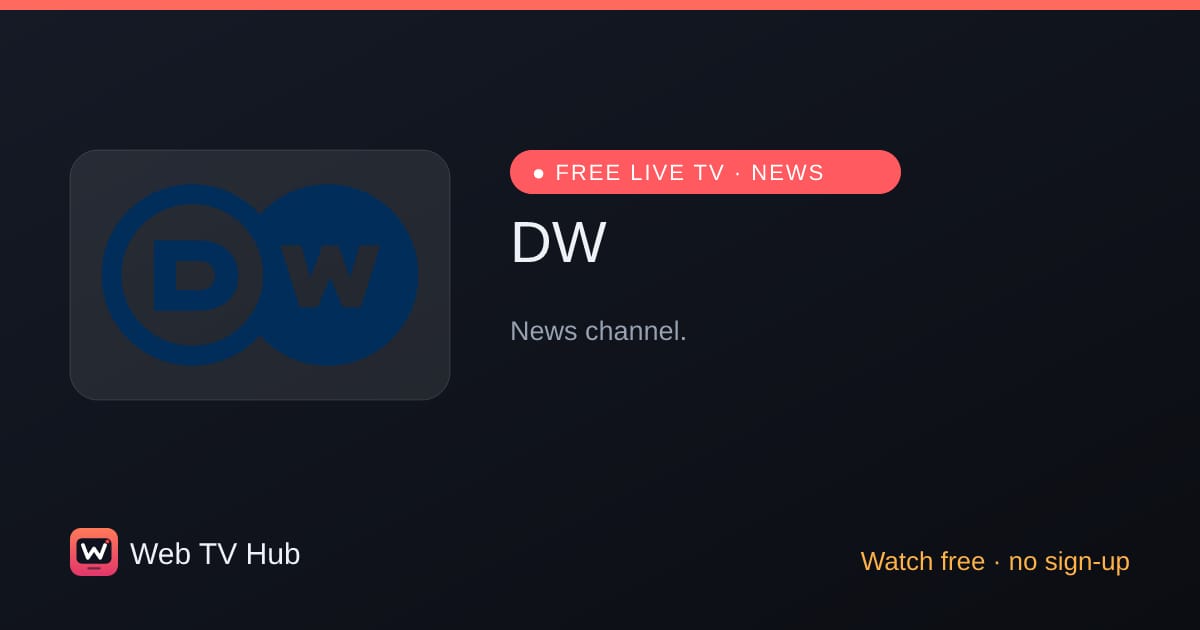 DW
FREE LIVE TV · NEWS
DW
News channel.
W
Web TV Hub
Watch free · no sign-up